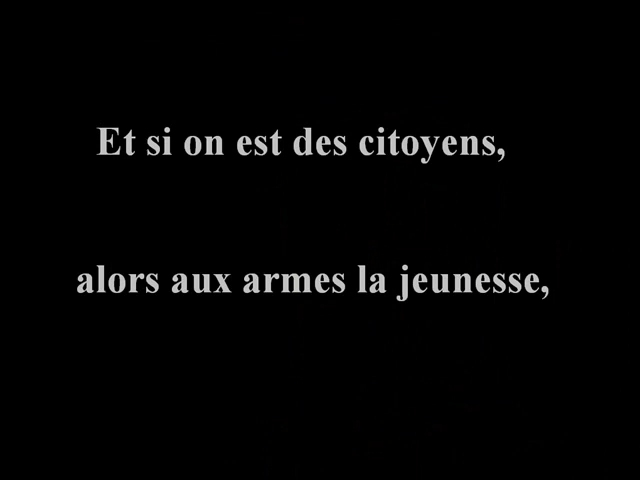 Et si on est des citoyens,
alors aux armes la jeunesse,